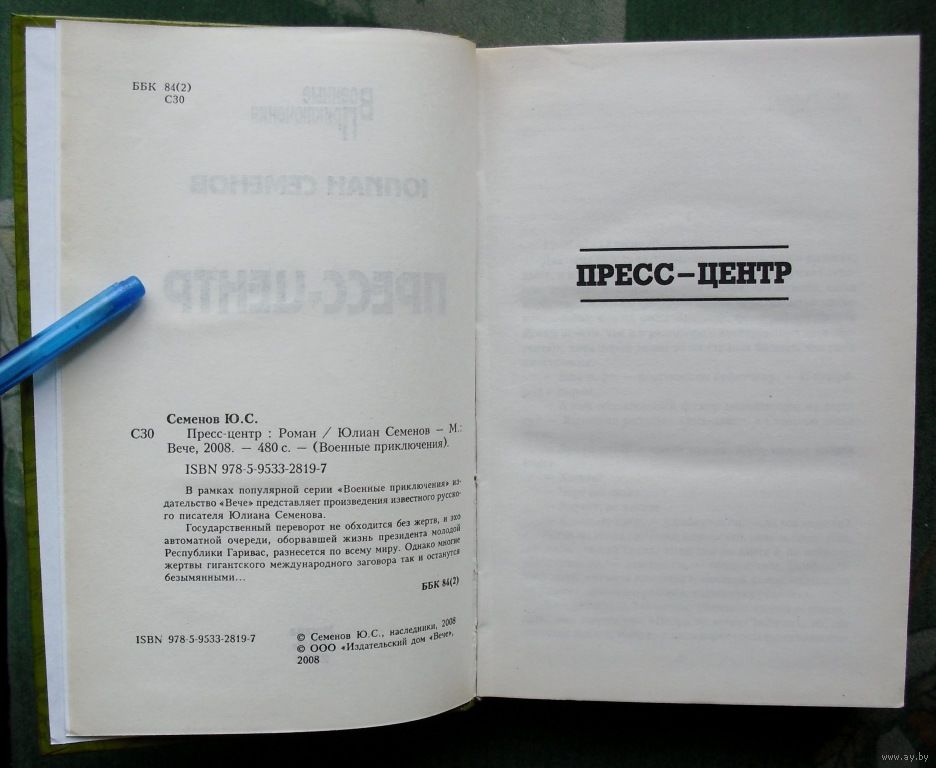 ББК 84(2)
С30
Семенов Ю.С.
С30 Пресс-центр : Роман / Юлиан Семенов — М.:
Вече, 2008. — 480 с. — (Военные приключения).
ISBN 978-5-9533-2819-7
В рамках популярной серии «Военные приключения» из-
дательство «Вече» представляет произведения известного русско-
го писателя Юлиана Семенова.
Государственный переворот не обходится без жертв, и эхо
автоматной очереди, оборвавшей жизнь президента молодой
Республики Гаривас, разнесется по всему миру. Однако многие
жертвы гигантского международного заговора так и останутся
безымянными...
ББК 84(2)
ISBN 978-5-9533-2819-7
© Семенов Ю.С., наследники, 2008
© ООО «Издательский дом «Вече»,
2008
ПРЕСС–ЦЕНТР
www.ay.by